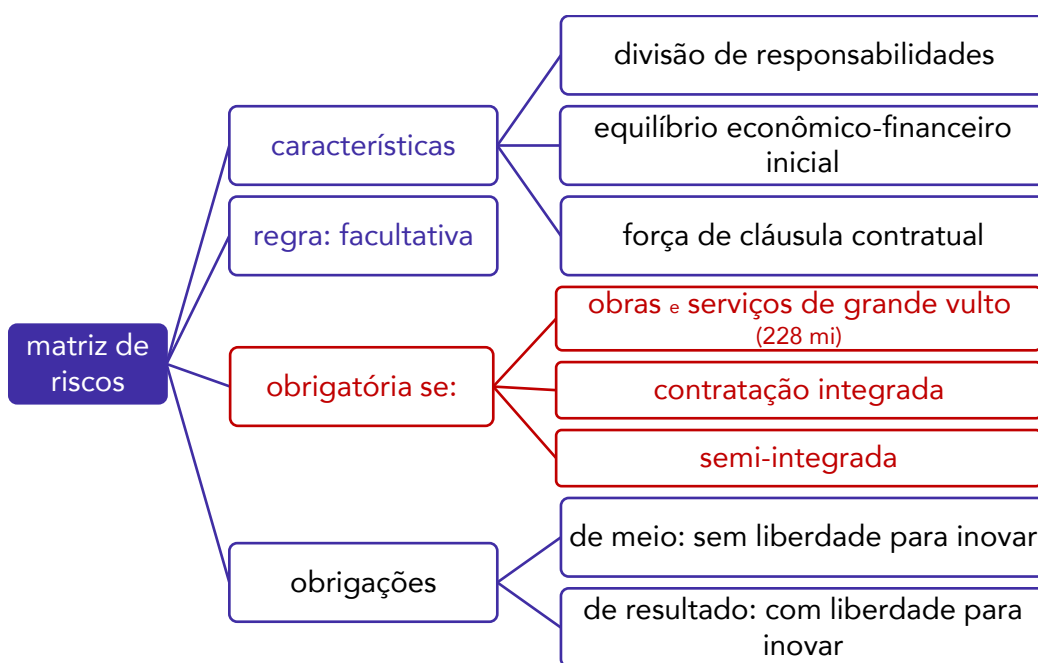 matriz de
riscos
características
divisão de responsabilidades
equilíbrio econômico-financeiro
inicial
força de cláusula contratual
regra: facultativa
obrigatória se:
obras e serviços de grande vulto
(228 mi)
contratação integrada
semi-integrada
obrigações
de meio: sem liberdade para inovar
de resultado: com liberdade para
inovar